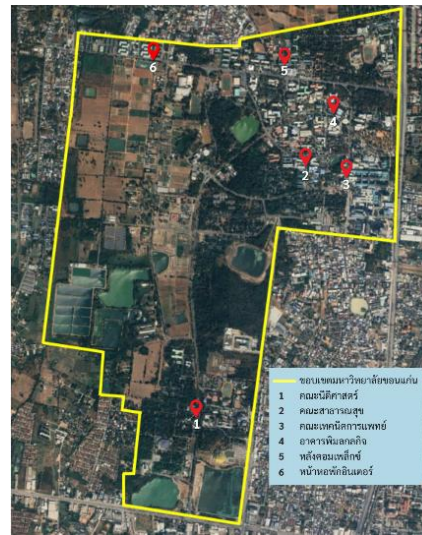 6
5
4
2
3
1
ขอบเขตมหาวิทยาลัยขอนแก่น
1 คณะนิติศาสตร์
2 คณะสาธารณสุข
3 คณะเทคนิคการแพทย์
4 อาคารพิมลกลกิจ
5 หลังคอมเพล็กซ์
6 หน้าหอพักอินเตอร์